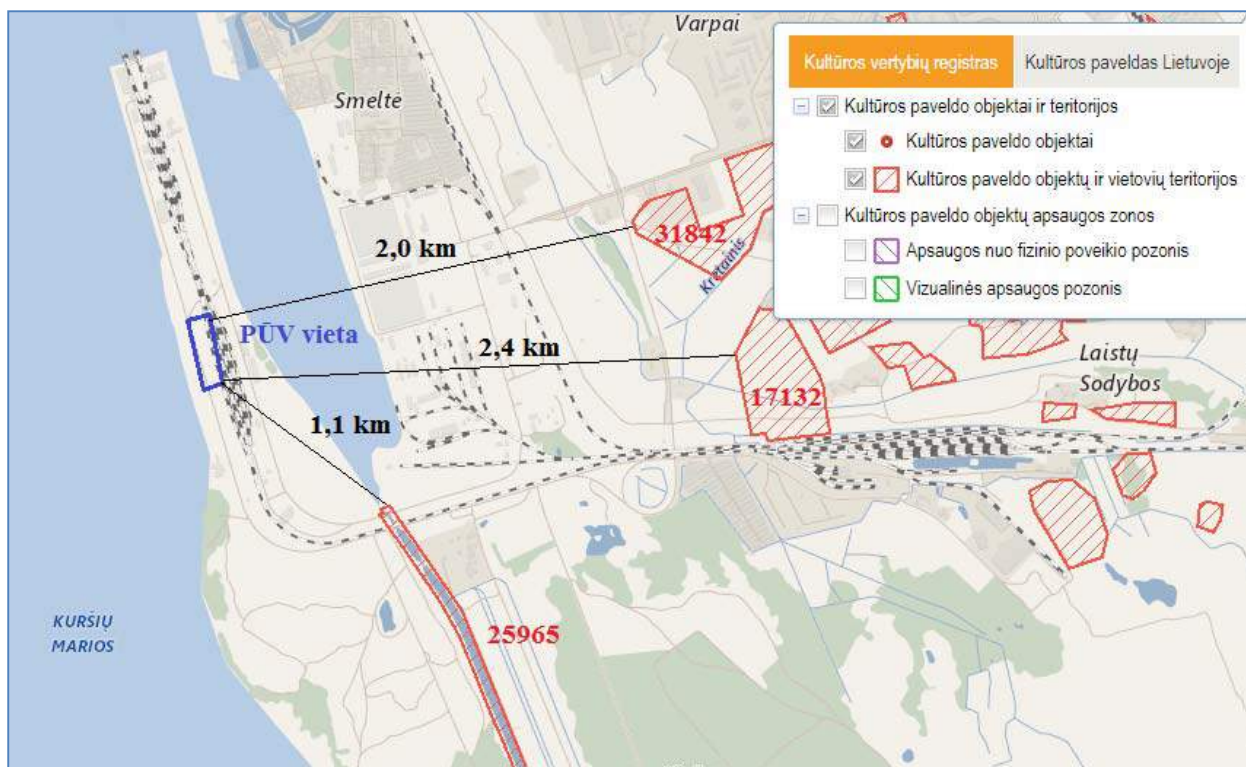 Varpai
Smeltė
Kultūros vertybių registras
Kultūros paveldas Lietuvoje
Kultūros paveldo objektai ir teritorijos
Kultūros paveldo objektai
Kultūros paveldo objektų ir vietovių teritorijos
Kultūros paveldo objektų apsaugos zonos
Apsaugos nuo fizinio poveikio pozonis
Vizualinės apsaugos pozonis
2,0 km
31842
Kretainis
PŪV vieta
2,4 km
17132
Laistų
Sodybos
1,1 km
25965
KURŠIŲ
MARIOS